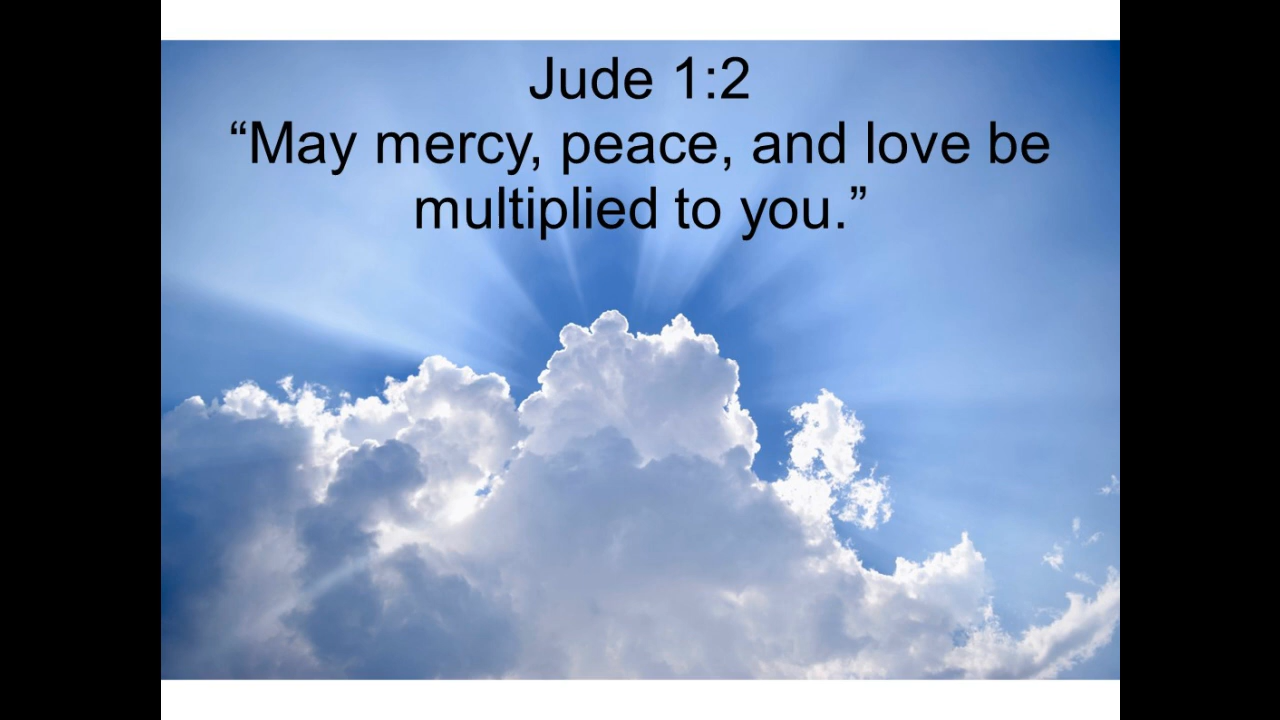 Jude 1:2
“May mercy, peace, and love be
multiplied to you.”